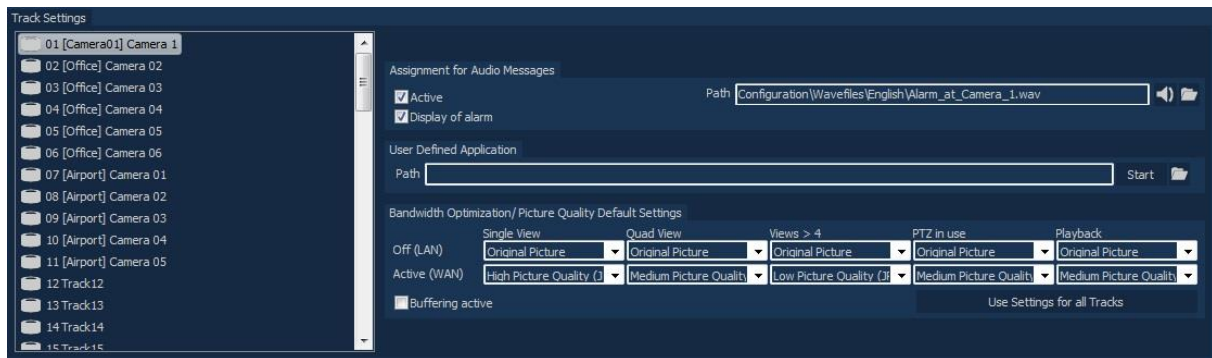 Track Settings
01 [Camera01] Camera 1
02 [Office] Camera 02
03 [Office] Camera 03
04 [Office] Camera 04
05 [Office] Camera 05
06 [Office] Camera 06
07 [Airport] Camera 01
08 [Airport] Camera 02
09 [Airport] Camera 03
10 [Airport] Camera 04
11 [Airport] Camera 05
12 Track12
13 Track13
14 Track14
15 Track15
Assignment for Audio Messages
Active
Path Configuration\Wavefiles\English\Alarm_at_Camera_1.wav
Display of alarm
User Defined Application
Path
Start
Bandwidth Optimization/ Picture Quality Default Settings
Single View Quad View Views > 4 PTZ in use Playback
Off (LAN) Original Picture Original Picture Original Picture Original Picture Original Picture
Active (WAN) High Picture Quality (J Medium Picture Quality Low Picture Quality (JP Medium Picture Quality Medium Picture Quality
Buffering active
Use Settings for all Tracks